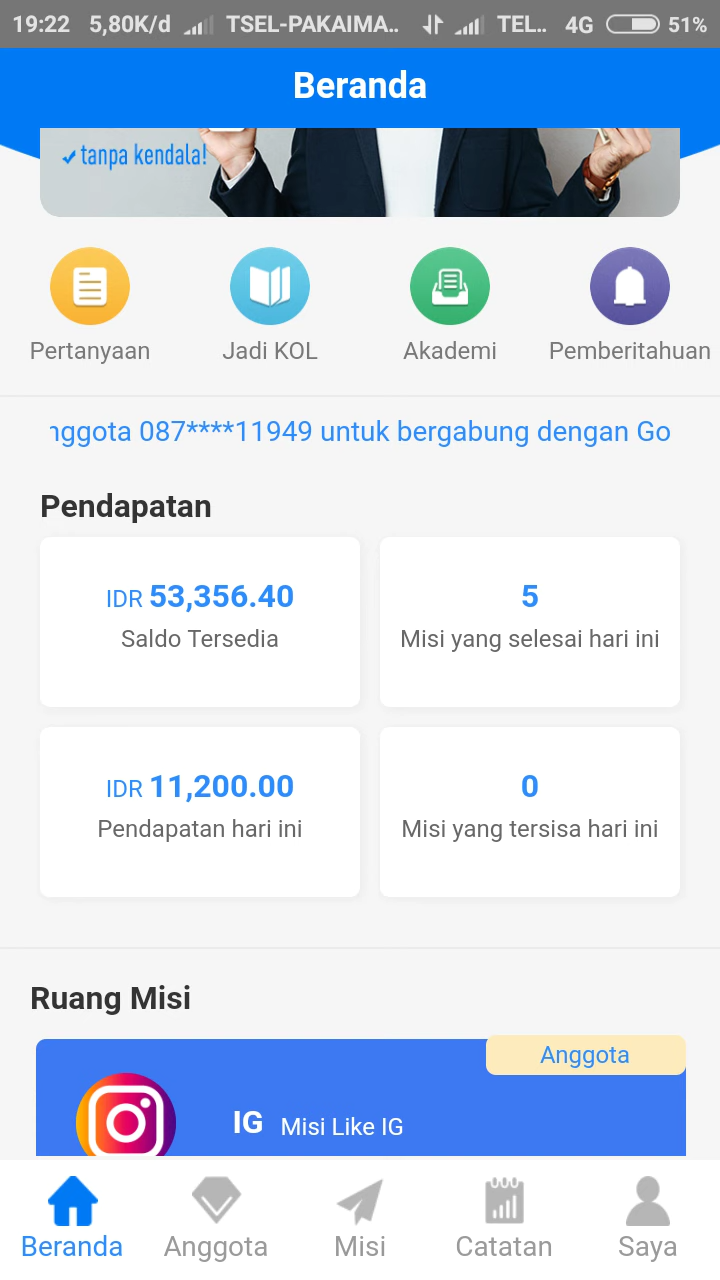 19:22 5,80K/d TSEL-PAKAIMA... TEL... 4G 51%
Beranda
tanpa kendala!
Pertanyaan Jadi KOL Akademi Pemberitahuan
nggota 087****11949 untuk bergabung dengan Go
Pendapatan
IDR 53,356.40
Saldo Tersedia
5
Misi yang selesai hari ini
IDR 11,200.00
Pendapatan hari ini
0
Misi yang tersisa hari ini
Ruang Misi
Anggota
IG Misi Like IG
Beranda Anggota Misi Catatan Saya